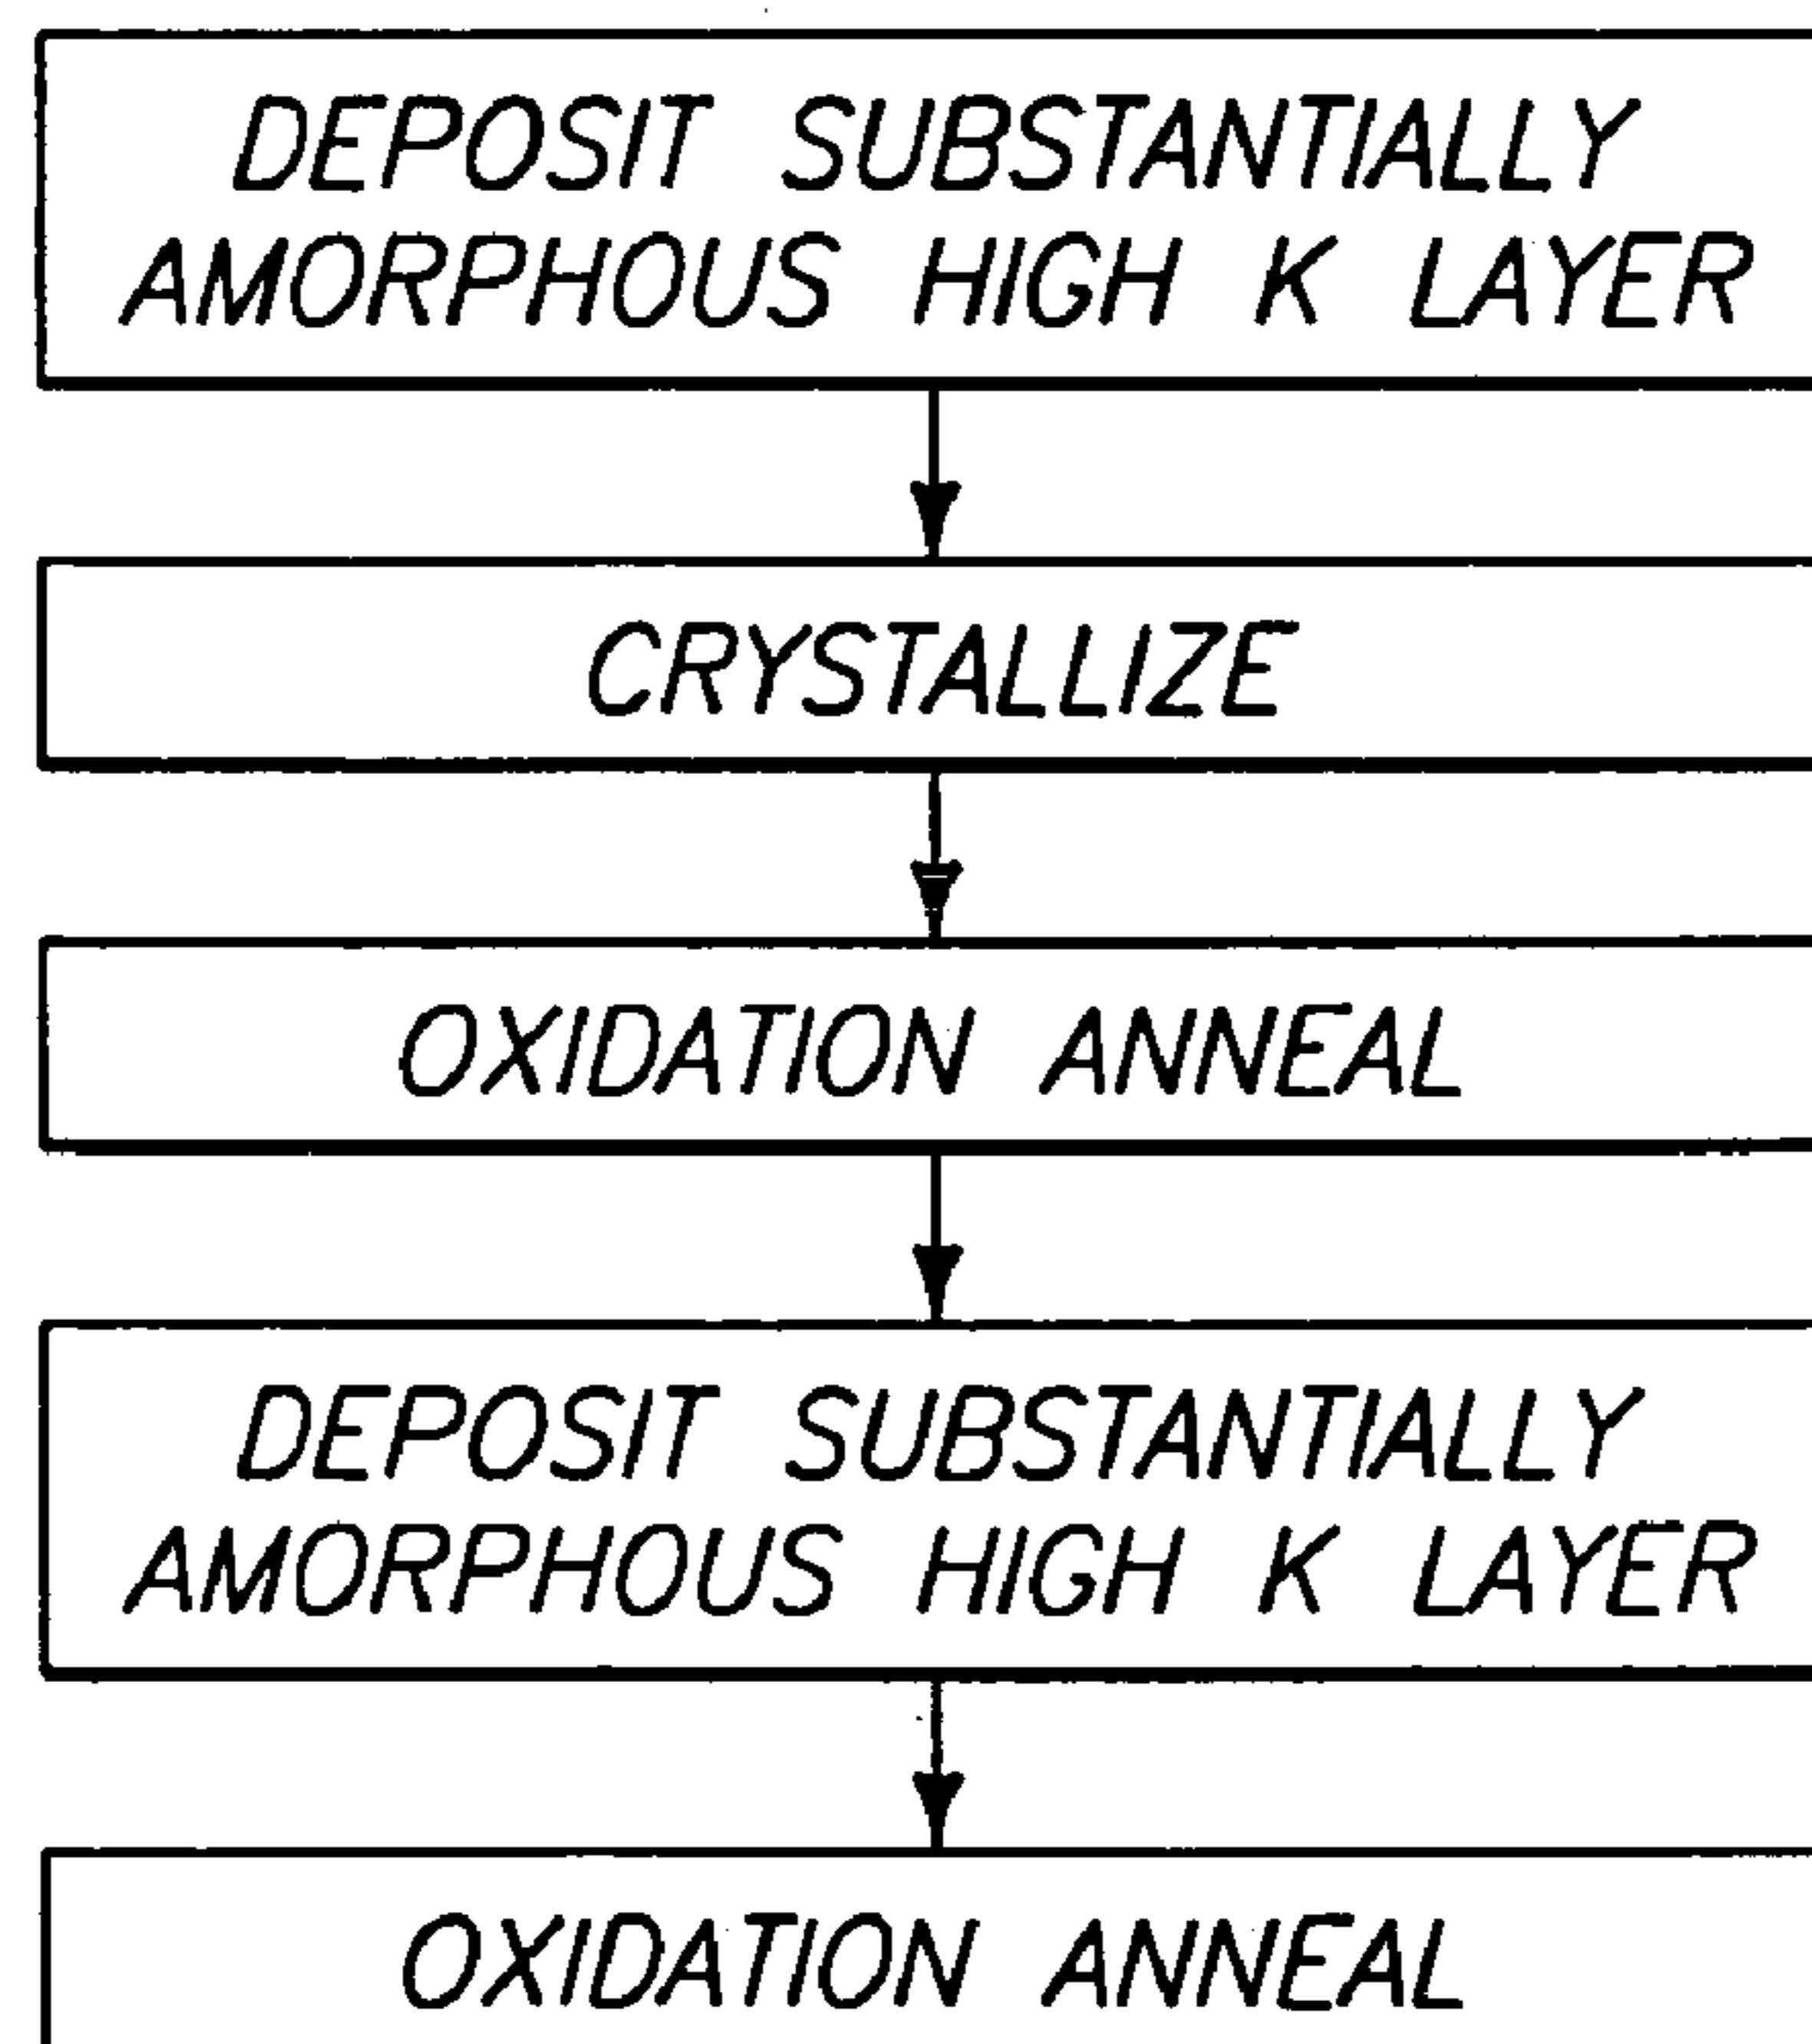 DEPOSIT SUBSTANTIALLY
AMORPHOUS HIGH K LAYER
CRYSTALLIZE
OXIDATION ANNEAL
DEPOSIT SUBSTANTIALLY
AMORPHOUS HIGH K LAYER
OXIDATION ANNEAL